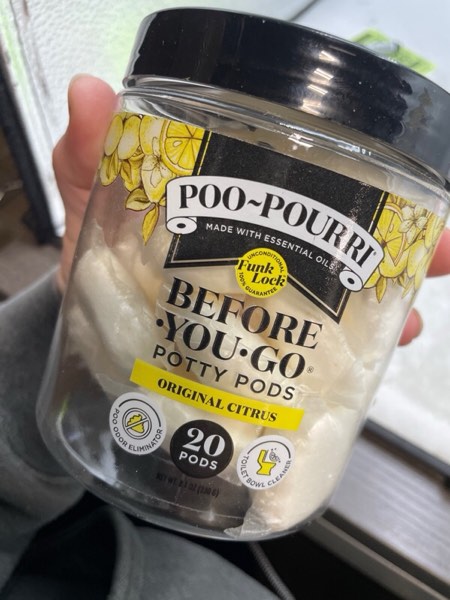 POO~POURRI
MADE WITH ESSENTIAL OILS
UNCONDITIONAL
Funk
Lock
100% GUARANTEE
BEFORE
·YOU·GO®
POTTY PODS
ORIGINAL CITRUS
POO ODOR ELIMINATOR
20
PODS
TOILET BOWL CLEANER